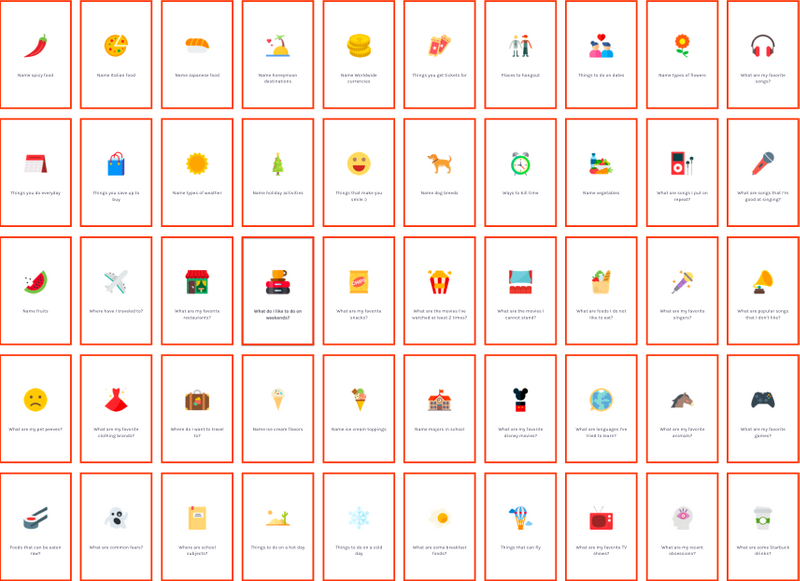 Name spicy food
Name Italian food
Name Japanese food
Name honeymoon
destinations
Name Worldwide
currencies
Things you get tickets for
Places to hangout
Things to do on dates
Name types of flowers
What are my favorite
songs?
Things you do everyday
Things you save up to
buy
Name types of weather
Name holiday activities
Things that make you
smile :)
Name dog breeds
Ways to kill time
Name vegetables
What are songs I put on
repeat?
What are songs that I'm
good at singing?
Name fruits
Where have I traveled to?
What are my favorite
restaurants?
What do I like to do on
weekends?
What are my favorite
snacks?
What are the movies I've
watched at least 2 times?
What are the movies I
cannot stand?
What are foods I do not
like to eat?
What are my favorite
singers?
What are popular songs
that I don't like?
What are my pet peeves?
What are my favorite
clothing brands?
Where do I want to travel
to?
Name ice cream flavors
Name ice cream toppings
Name majors in school
What are my favorite
disney movies?
What are languages I've
tried to learn?
What are my favorite
animals?
What are my favorite
games?
Foods that can be eaten
raw?
What are common fears?
Where are school
subjects?
Things to do on a hot day
Things to do on a cold
day
What are some breakfast
foods?
Things that can fly
What are my favorite TV
shows?
What are my recent
obsessions?
What are some Starbuck
drinks?